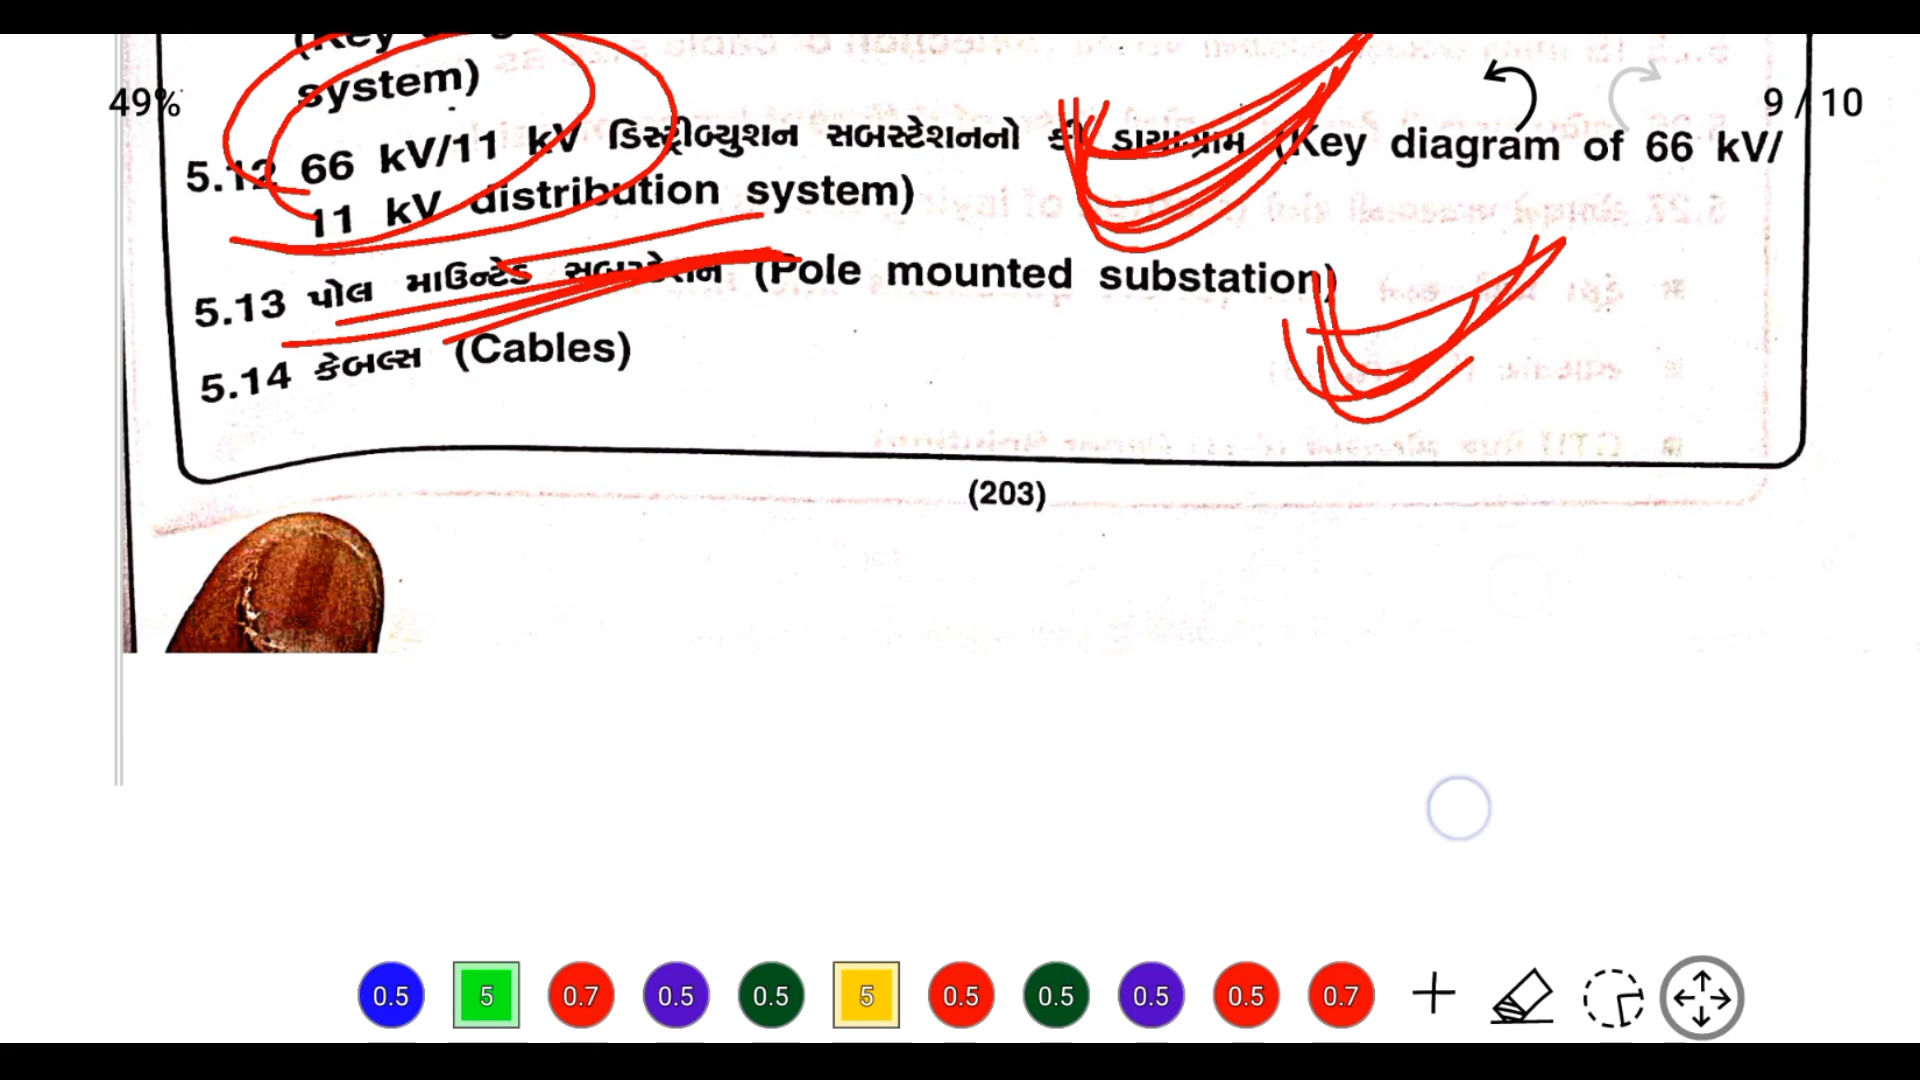 system)
49%
9 / 10
5.12 66 kV/11 kV ડિસ્ટ્રીબ્યુશન સબસ્ટેશનનો કી ડાયાગ્રામ (Key diagram of 66 kV/
11 kV distribution system)
5.13 પોલ માઉન્ટેડ સબસ્ટેશન (Pole mounted substation)
5.14 કેબલ્સ (Cables)
(203)
0.5 5 0.7 0.5 0.5 5 0.5 0.5 0.5 0.5 0.7